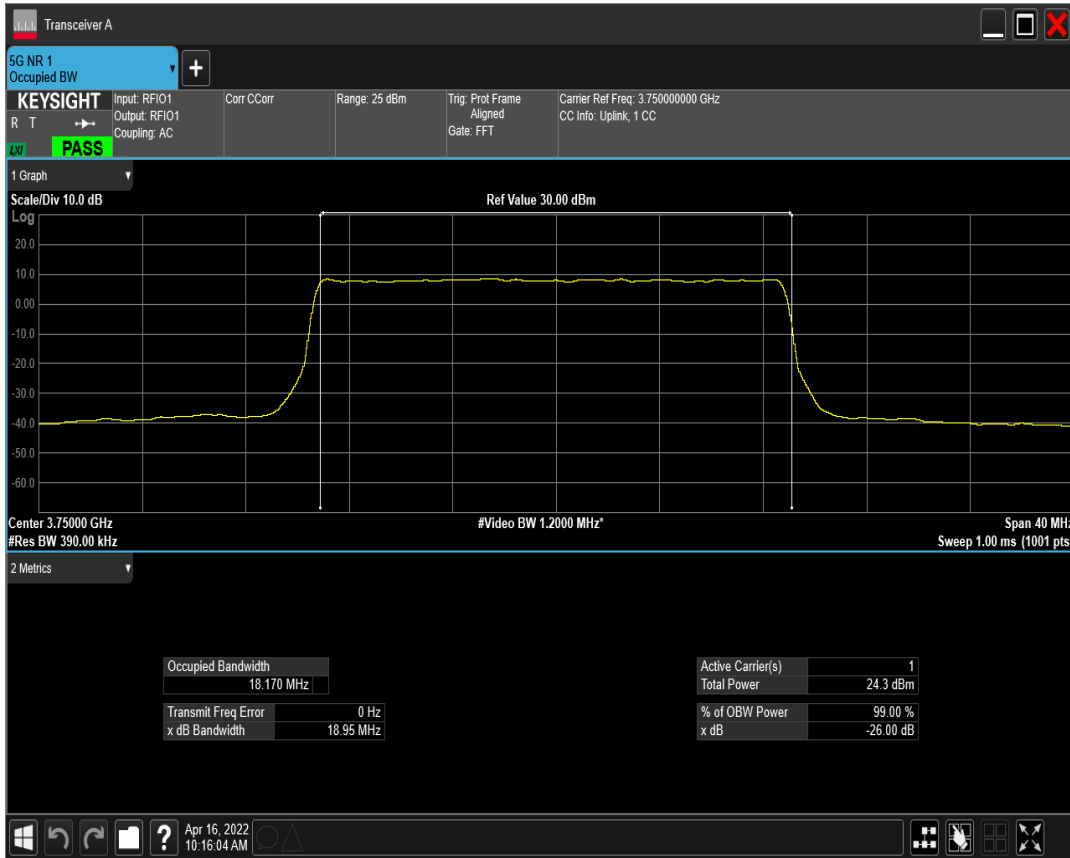 Transceiver A
5G NR 1
Occupied BW
+
KEYSIGHT
R T
LXI
PASS
Input: RFIO1
Output: RFIO1
Coupling: AC
Corr CCorr
Range: 25 dBm
Trig: Prot Frame
Aligned
Gate: FFT
Carrier Ref Freq: 3.750000000 GHz
CC Info: Uplink, 1 CC
1 Graph
Scale/Div 10.0 dB
Ref Value 30.00 dBm
Log
20.0
10.0
0.00
-10.0
-20.0
-30.0
-40.0
-50.0
-60.0
Center 3.75000 GHz
#Video BW 1.2000 MHz*
Span 40 MHz
#Res BW 390.00 kHz
Sweep 1.00 ms (1001 pts
2 Metrics
Occupied Bandwidth
18.170 MHz
Transmit Freq Error 0 Hz
x dB Bandwidth 18.95 MHz
Active Carrier(s) 1
Total Power 24.3 dBm
% of OBW Power 99.00 %
x dB -26.00 dB
?
Apr 16, 2022
10:16:04 AM